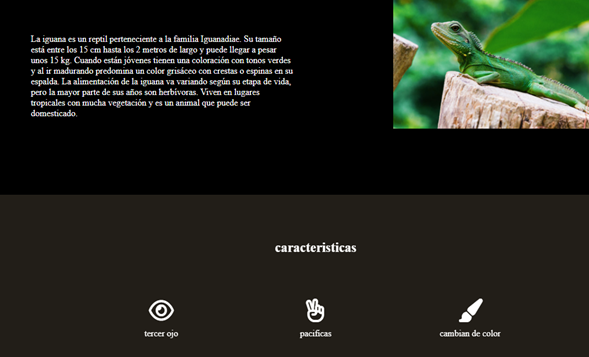 La iguana es un reptil perteneciente a la familia Iguanadiae. Su tamaño
está entre los 15 cm hasta los 2 metros de largo y puede llegar a pesar
unos 15 kg. Cuando están jóvenes tienen una coloración con tonos verdes
y al ir madurando predomina un color grisáceo con crestas o espinas en su
espalda. La alimentación de la iguana va variando según su etapa de vida,
pero la mayor parte de sus años son herbívoras. Viven en lugares
tropicales con mucha vegetación y es un animal que puede ser
domesticado.
caracteristicas
tercer ojo
pacificas
cambian de color